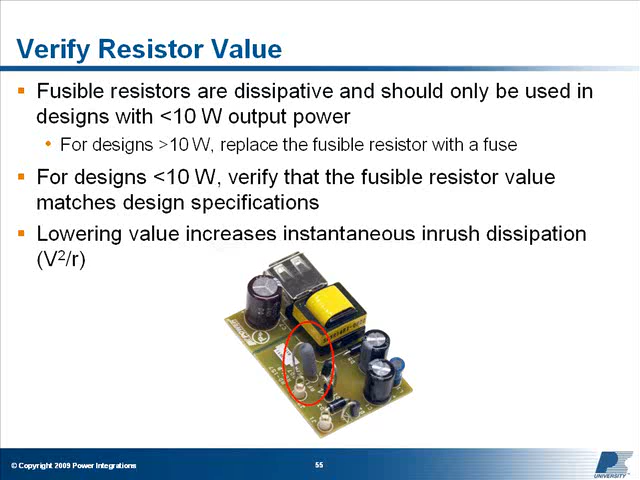 Verify Resistor Value
Fusible resistors are dissipative and should only be used in
designs with <10 W output power
For designs >10 W, replace the fusible resistor with a fuse
For designs <10 W, verify that the fusible resistor value
matches design specifications
Lowering value increases instantaneous inrush dissipation
(V²/r)
© Copyright 2009 Power Integrations
55
UNIVERSITY